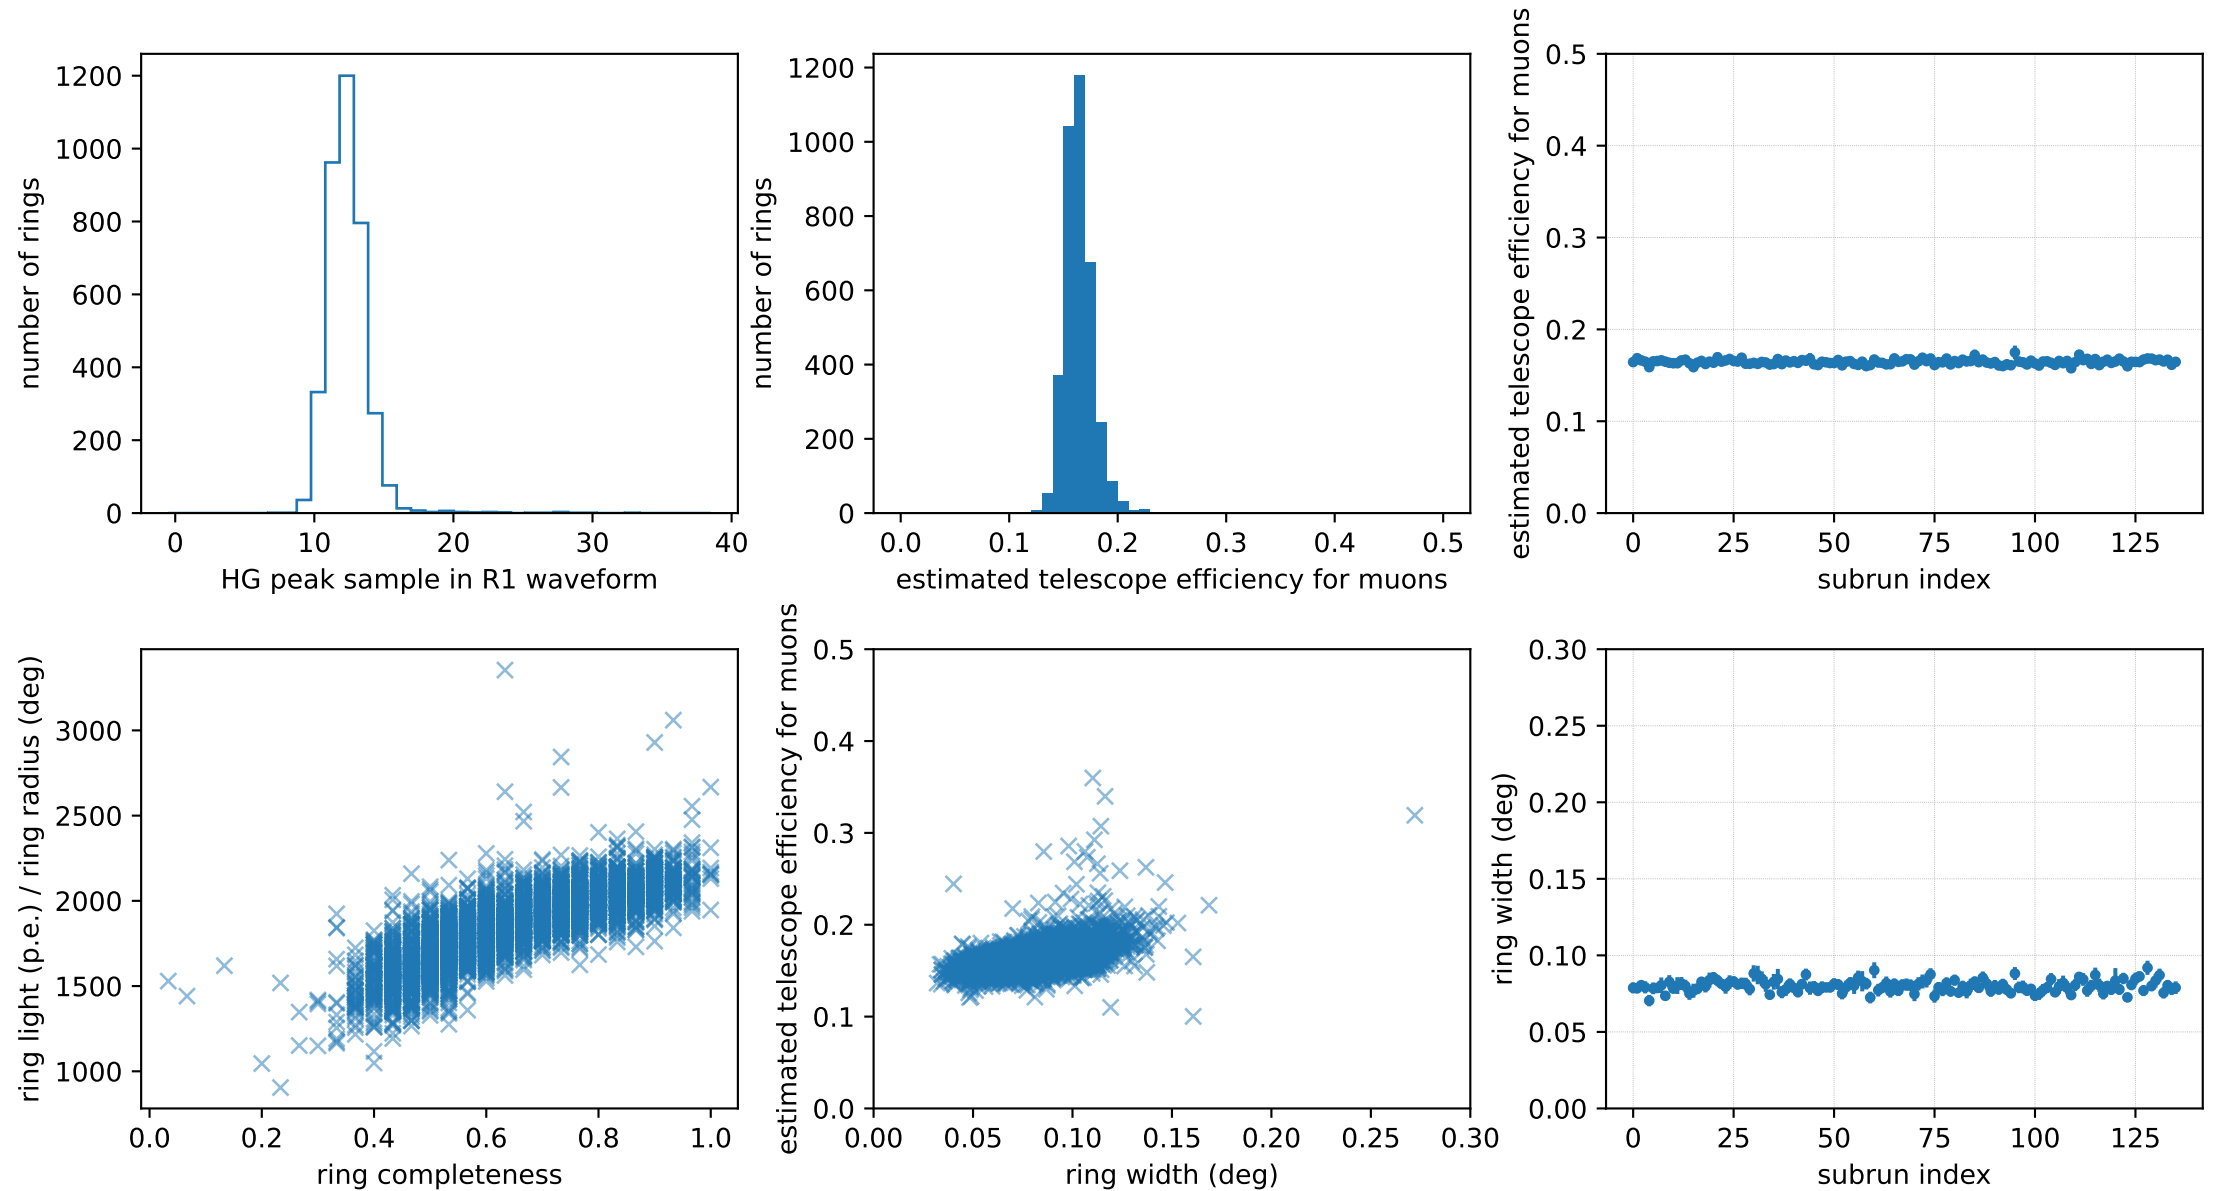 1200
1000
800
600
400
200
0
number of rings
0 10 20 30 40
HG peak sample in R1 waveform
1200
1000
800
600
400
200
0
number of rings
0.0 0.1 0.2 0.3 0.4 0.5
estimated telescope efficiency for muons
0.5
0.4
0.3
0.2
0.1
0.0
estimated telescope efficiency for muons
0 25 50 75 100 125
subrun index
3000
2500
2000
1500
1000
ring light (p.e.) / ring radius (deg)
0.0 0.2 0.4 0.6 0.8 1.0
ring completeness
0.5
0.4
0.3
0.2
0.1
0.0
estimated telescope efficiency for muons
0.00 0.05 0.10 0.15 0.20 0.25 0.30
ring width (deg)
0.30
0.25
0.20
0.15
0.10
0.05
0.00
ring width (deg)
0 25 50 75 100 125
subrun index